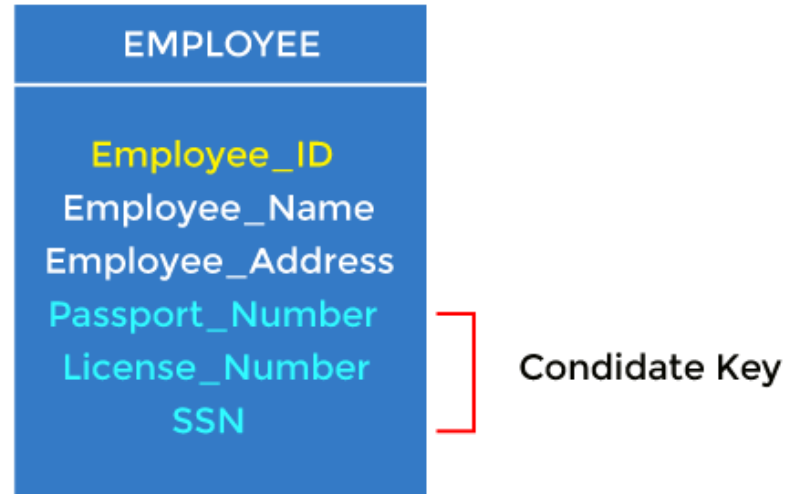 EMPLOYEE
Employee_ID
Employee_Name
Employee_Address
Passport_Number
License_Number
SSN
Condidate Key